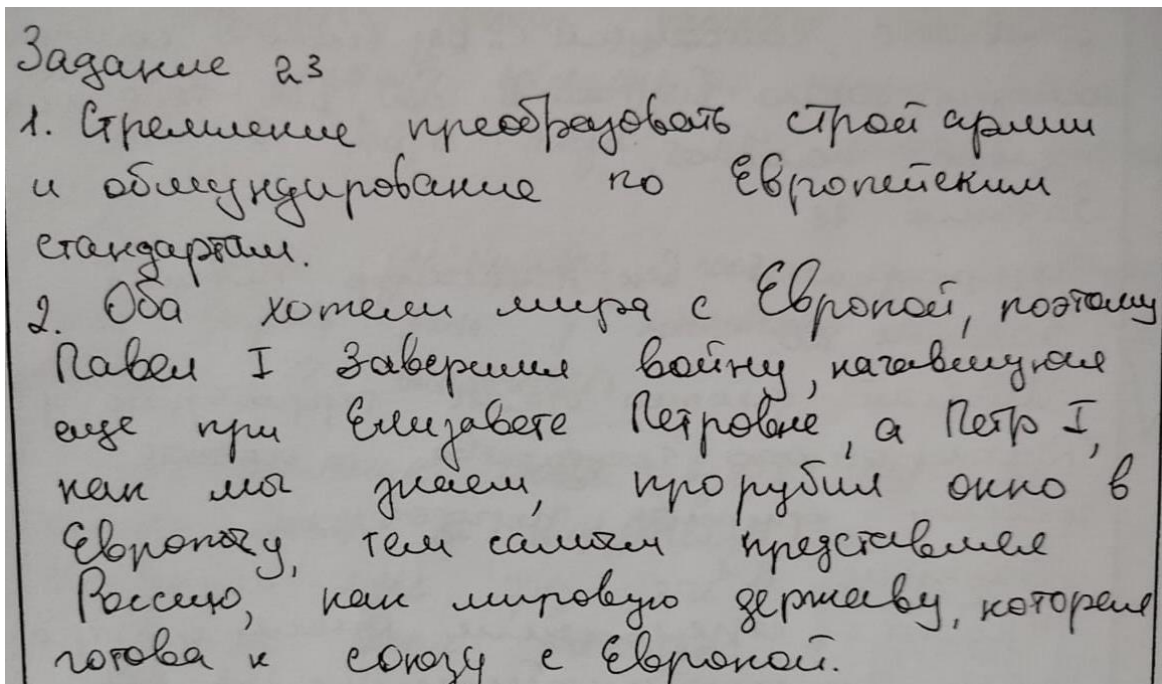 Задание 23
1. Стремление преобразовать строй армии
и обмундирование по Европейским
стандартам.
2. Оба хотели мира с Европой, поэтому
Павел I завершил войну, начавшуюся
еще при Елизавете Петровне, а Петр I,
как мы знаем, прорубил окно в
Европу, тем самым представляя
Россию, как мировую державу, которая
готова к союзу с Европой.